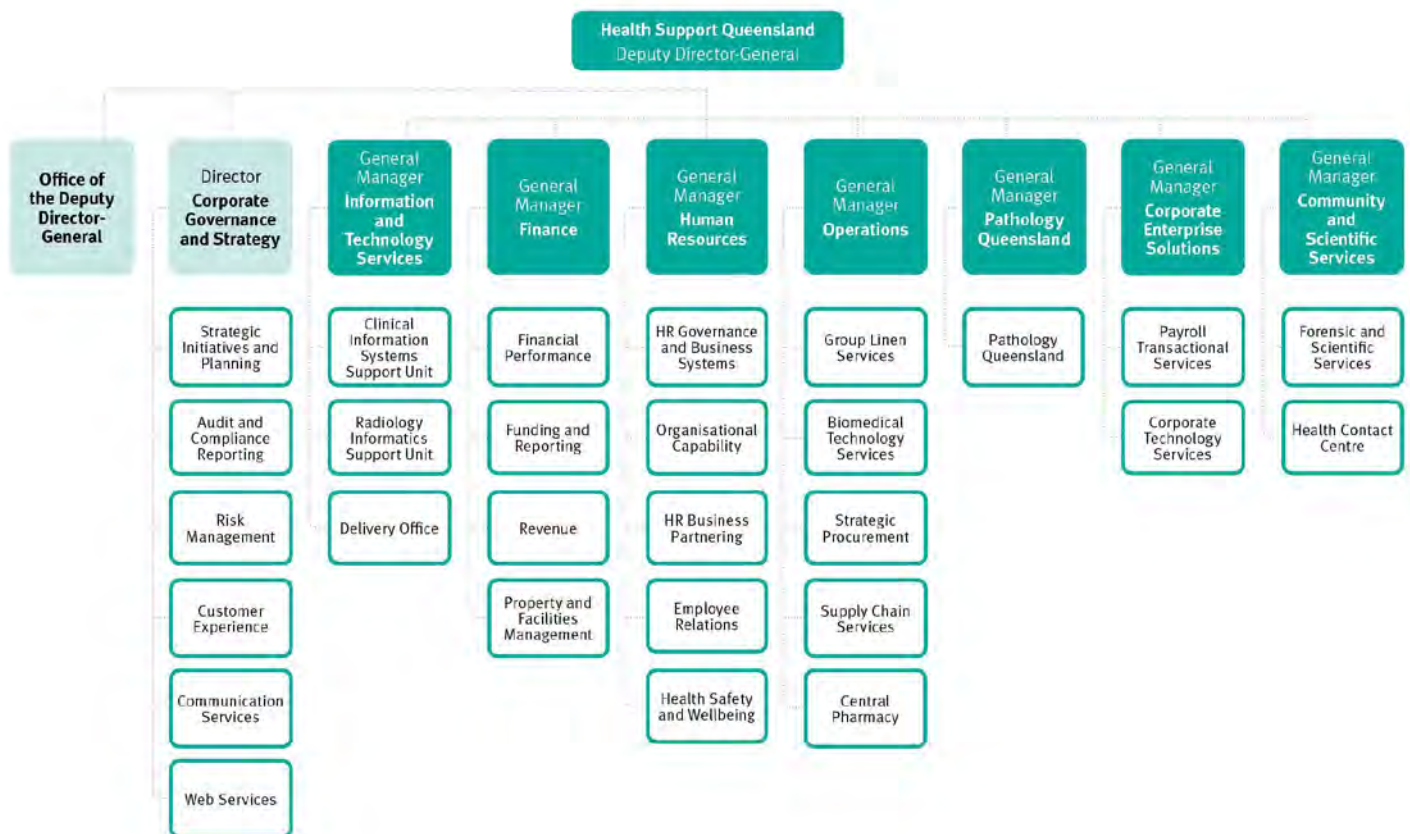 Health Support Queensland
Deputy Director-General
Office of
the Deputy
Director-
General
Director
Corporate
Governance
and Strategy
General
Manager
Information
and
Technology
Services
General
Manager
Finance
General
Manager
Human
Resources
General
Manager
Operations
General
Manager
Pathology
Queensland
General
Manager
Corporate
Enterprise
Solutions
General
Manager
Community
and
Scientific
Services
Strategic
Initiatives and
Planning
Audit and
Compliance
Reporting
Risk
Management
Customer
Experience
Communication
Services
Web Services
Clinical
Information
Systems
Support Unit
Radiology
Informatics
Support Unit
Delivery Office
Financial
Performance
Funding and
Reporting
Revenue
Property and
Facilities
Management
HR Governance
and Business
Systems
Organisational
Capability
HR Business
Partnering
Employee
Relations
Health Safety
and Wellbeing
Group Linen
Services
Biomedical
Technology
Services
Strategic
Procurement
Supply Chain
Services
Central
Pharmacy
Pathology
Queensland
Payroll
Transactional
Services
Corporate
Technology
Services
Forensic and
Scientific
Services
Health Contact
Centre